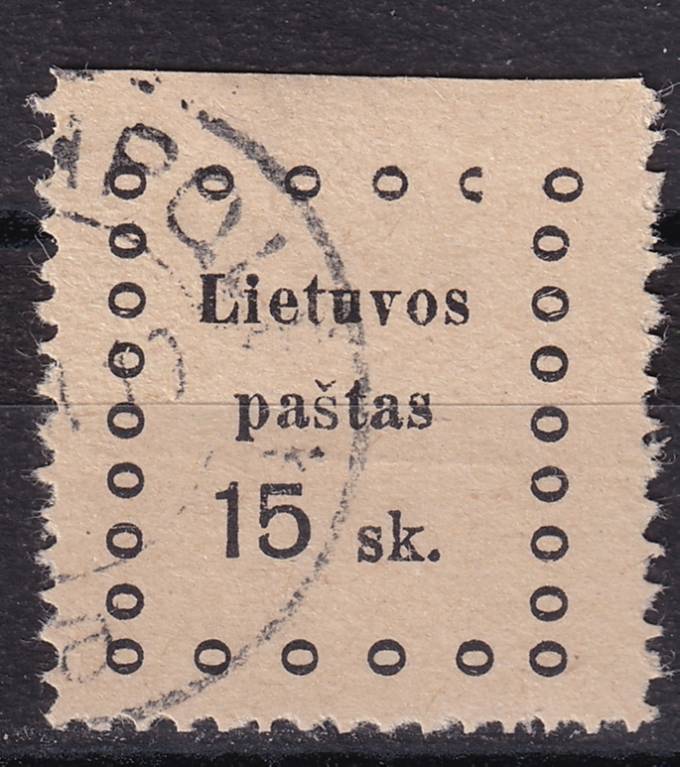 Lietuvos
paštas
15 sk.